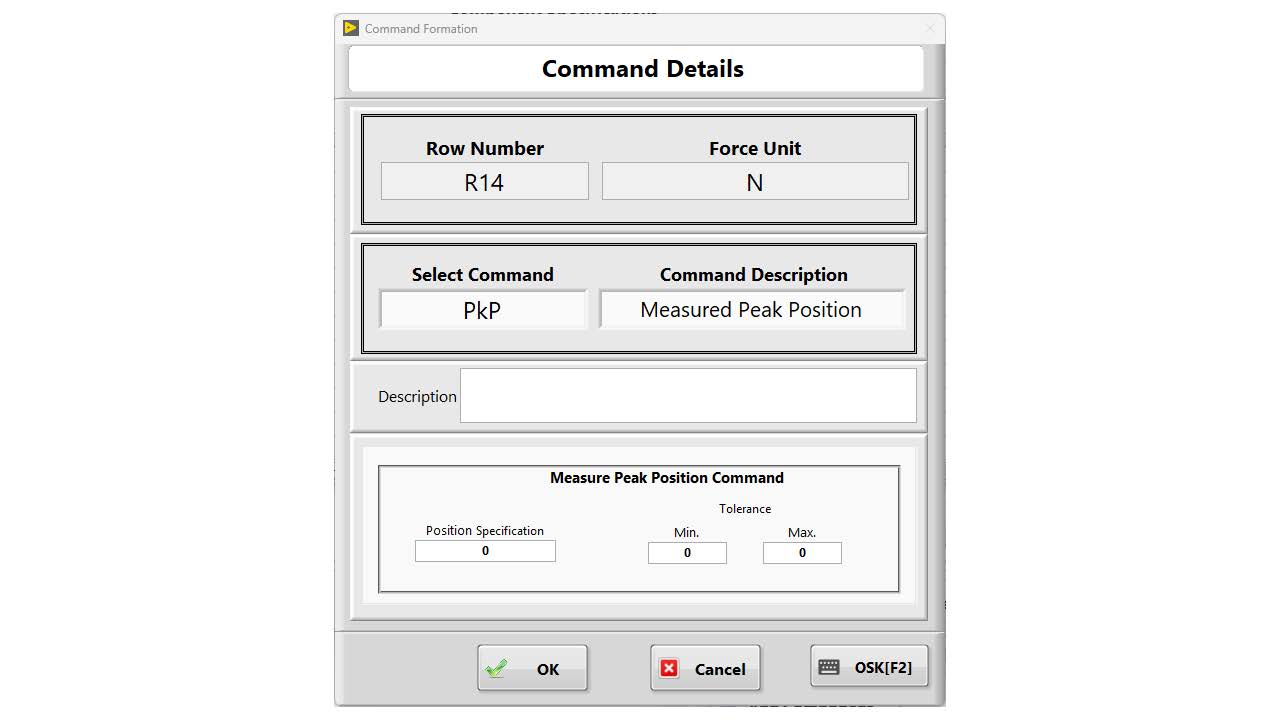 Command Formation
Command Details
Row Number Force Unit
R14 N
Select Command Command Description
PkP Measured Peak Position
Description
Measure Peak Position Command
Tolerance
Position Specification Min. Max.
0 0 0
OK Cancel OSK[F2]